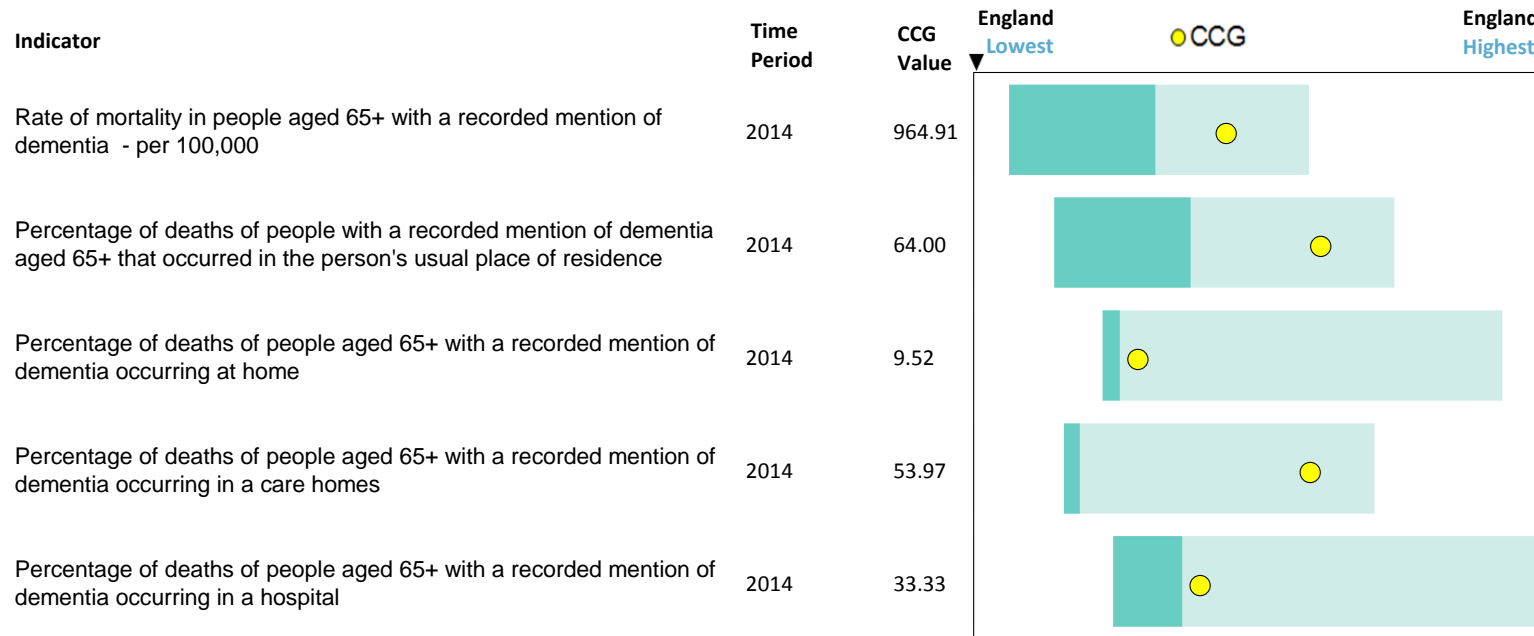 Indicator
Time
Period
CCG
Value
England
Lowest
CCG
England
Highest
Rate of mortality in people aged 65+ with a recorded mention of
dementia - per 100,000
2014
964.91
Percentage of deaths of people with a recorded mention of dementia
aged 65+ that occurred in the person's usual place of residence
2014
64.00
Percentage of deaths of people aged 65+ with a recorded mention of
dementia occurring at home
2014
9.52
Percentage of deaths of people aged 65+ with a recorded mention of
dementia occurring in a care homes
2014
53.97
Percentage of deaths of people aged 65+ with a recorded mention of
dementia occurring in a hospital
2014
33.33